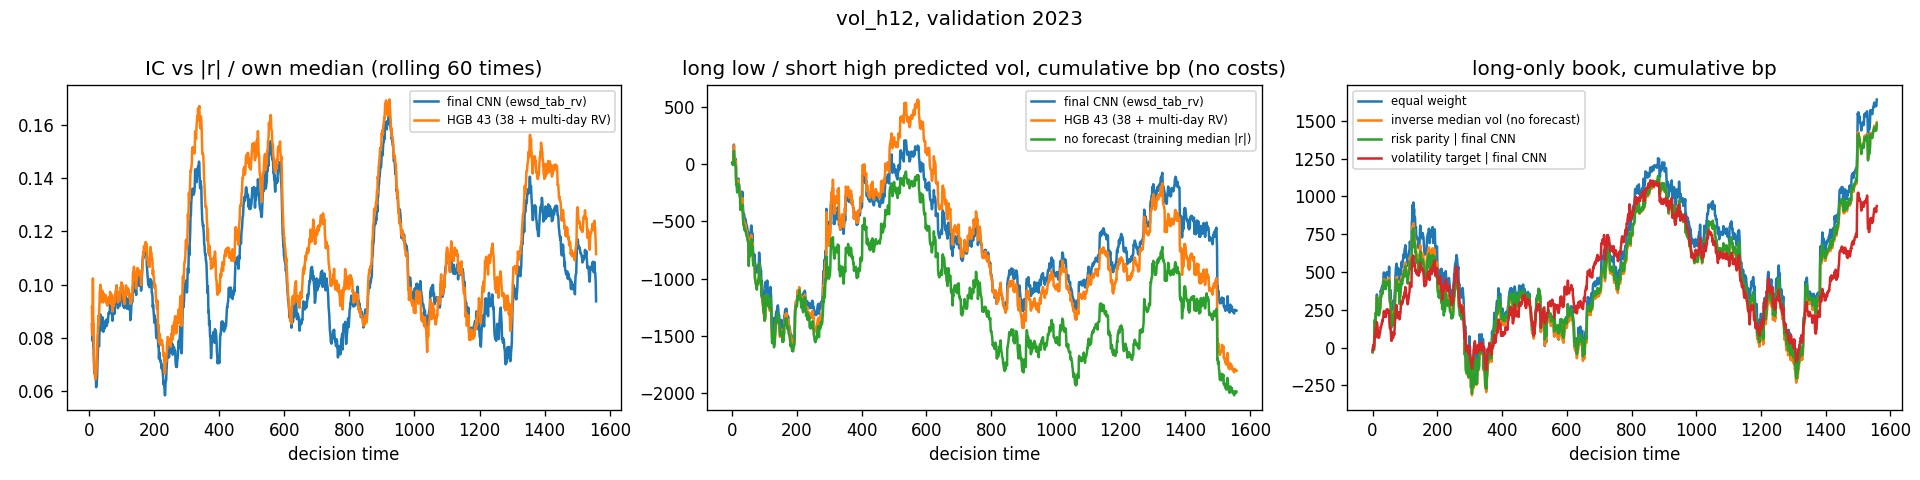 vol_h12, validation 2023
IC vs |r| / own median (rolling 60 times)
final CNN (ewsd_tab_rv)
HGB 43 (38 + multi-day RV)
0.16
0.14
0.12
0.10
0.08
0.06
0 200 400 600 800 1000 1200 1400 1600
decision time
long low / short high predicted vol, cumulative bp (no costs)
final CNN (ewsd_tab_rv)
HGB 43 (38 + multi-day RV)
no forecast (training median |r|)
500
0
−500
−1000
−1500
−2000
0 200 400 600 800 1000 1200 1400 1600
decision time
long-only book, cumulative bp
equal weight
inverse median vol (no forecast)
risk parity | final CNN
volatility target | final CNN
1500
1250
1000
750
500
250
0
−250
0 200 400 600 800 1000 1200 1400 1600
decision time